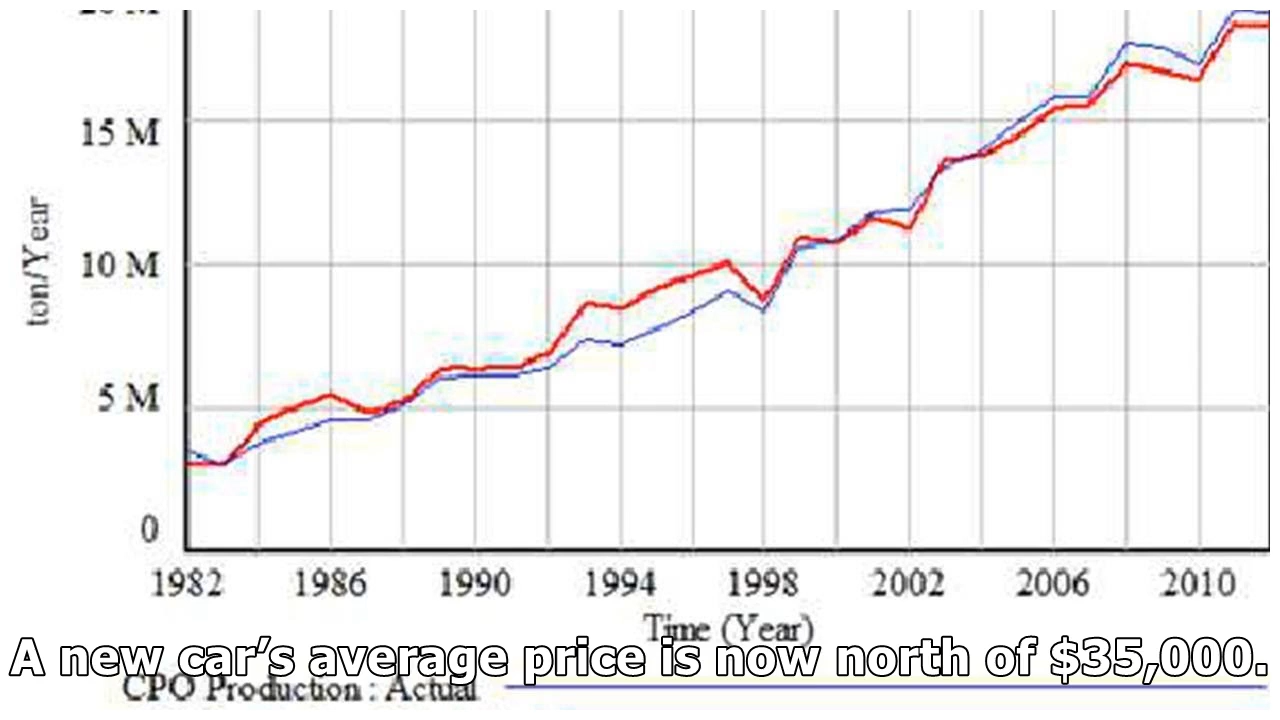 20 M
15 M
ton/Year
10 M
5 M
0
1982 1986 1990 1994 1998 2002 2006 2010
Time (Year)
A new car’s average price is now north of $35,000.
CPO Production : Actual